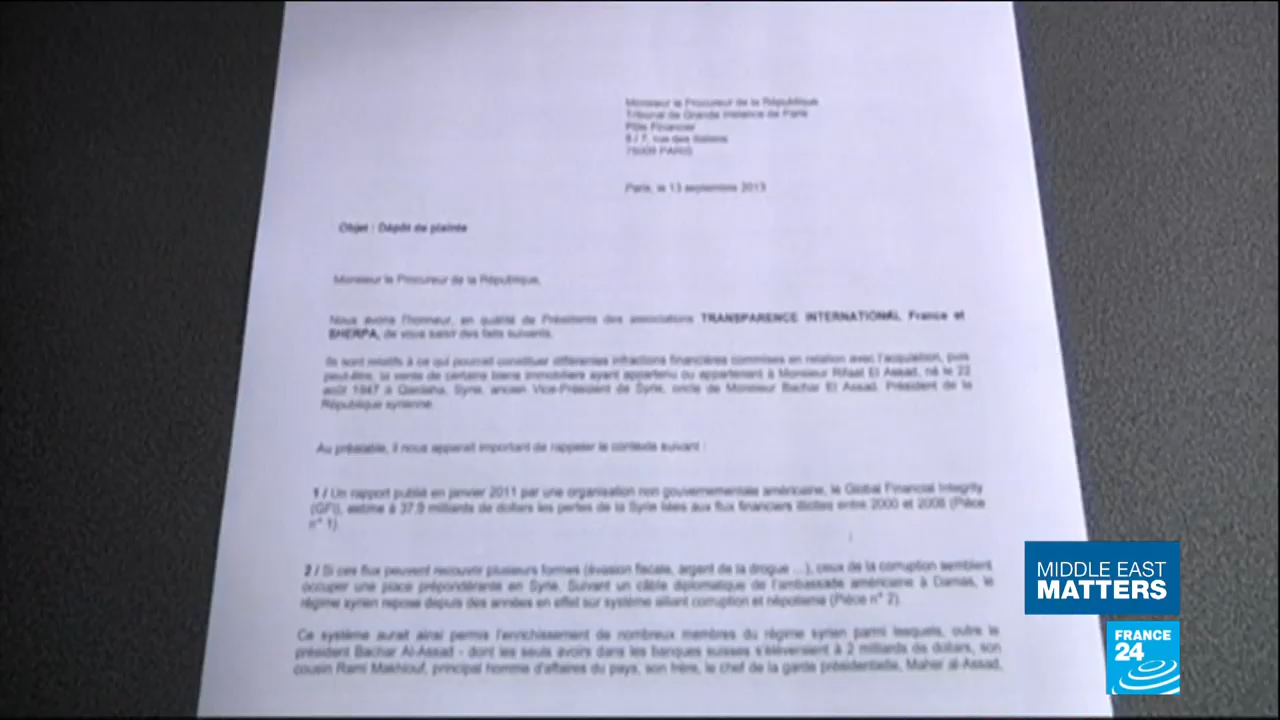 Monsieur le Procureur de la République
Tribunal de Grande Instance de Paris
Pôle Financier
5 / 7, rue des Italiens
75009 PARIS
Paris, le 13 septembre 2013
Objet : Dépôt de plainte
Monsieur le Procureur de la République,
Nous avons l'honneur, en qualité de Présidents des associations TRANSPARENCE INTERNATIONAL France et
SHERPA, de vous saisir des faits suivants.
Ils sont relatifs à ce qui pourrait constituer différentes infractions financières commises en relation avec l'acquisition, puis
peut-être, la vente de certains biens immobiliers ayant appartenu ou appartenant à Monsieur Rifaat El Assad, né le 22
août 1937 à Qardaha, Syrie, ancien Vice-Président de Syrie, oncle de Monsieur Bachar El Assad, Président de la
République syrienne.
Au préalable, il nous apparait important de rappeler le contexte suivant :
1 / Un rapport publié en janvier 2011 par une organisation non gouvernementale américaine, le Global Financial Integrity
(GFI), estime à 37,9 milliards de dollars les pertes de la Syrie liées aux flux financiers illicites entre 2000 et 2008 (Pièce
n° 1).
2 / Si ces flux peuvent recouvrir plusieurs formes (évasion fiscale, argent de la drogue ...), ceux de la corruption semblent
occuper une place prépondérante en Syrie. Suivant un câble diplomatique de l'ambassade américaine à Damas, le
régime syrien repose depuis des années en effet sur système alliant corruption et népotisme (Pièce n° 2).
Ce système aurait ainsi permis l'enrichissement de nombreux membres du régime syrien parmi lesquels, outre le
président Bachar Al-Assad - dont les seuls avoirs dans les banques suisses s'élèveraient à 2 milliards de dollars, son
cousin Rami Makhlouf, principal homme d'affaires du pays, son frère, le chef de la garde présidentielle, Maher al-Assad,
MIDDLE EAST
MATTERS
FRANCE
24